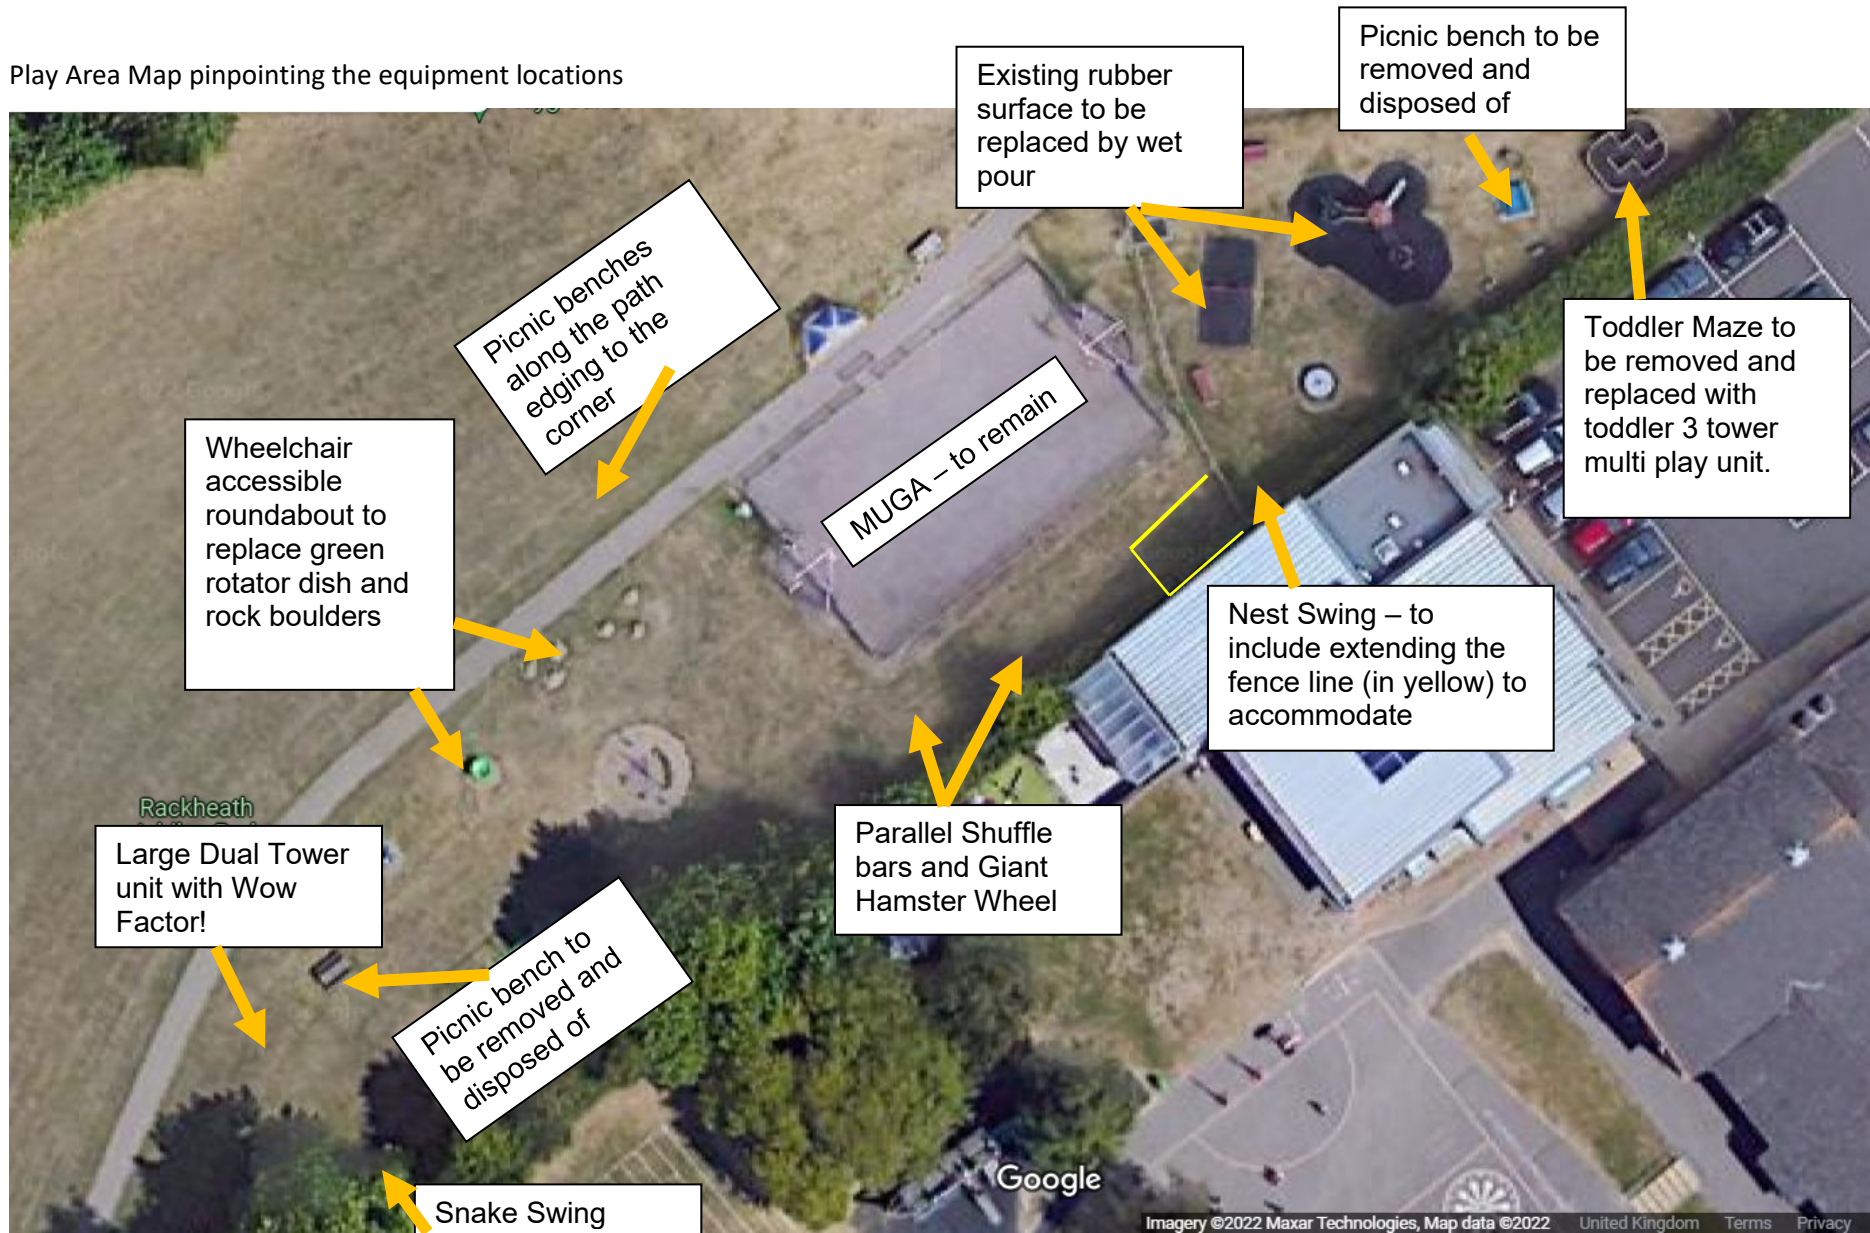 Play Area Map pinpointing the equipment locations
Existing rubber
surface to be
replaced by wet
pour
Picnic bench to be
removed and
disposed of
Picnic benches
along the path
edging to the
corner
Toddler Maze to
be removed and
replaced with
toddler 3 tower
multi play unit.
MUGA – to remain
Wheelchair
accessible
roundabout to
replace green
rotator dish and
rock boulders
Nest Swing – to
include extending the
fence line (in yellow) to
accommodate
Rackheath
Large Dual Tower
unit with Wow
Factor!
Parallel Shuffle
bars and Giant
Hamster Wheel
Picnic bench to
be removed and
disposed of
Snake Swing
Google
Imagery ©2022 Maxar Technologies, Map data ©2022 United Kingdom Terms Privacy